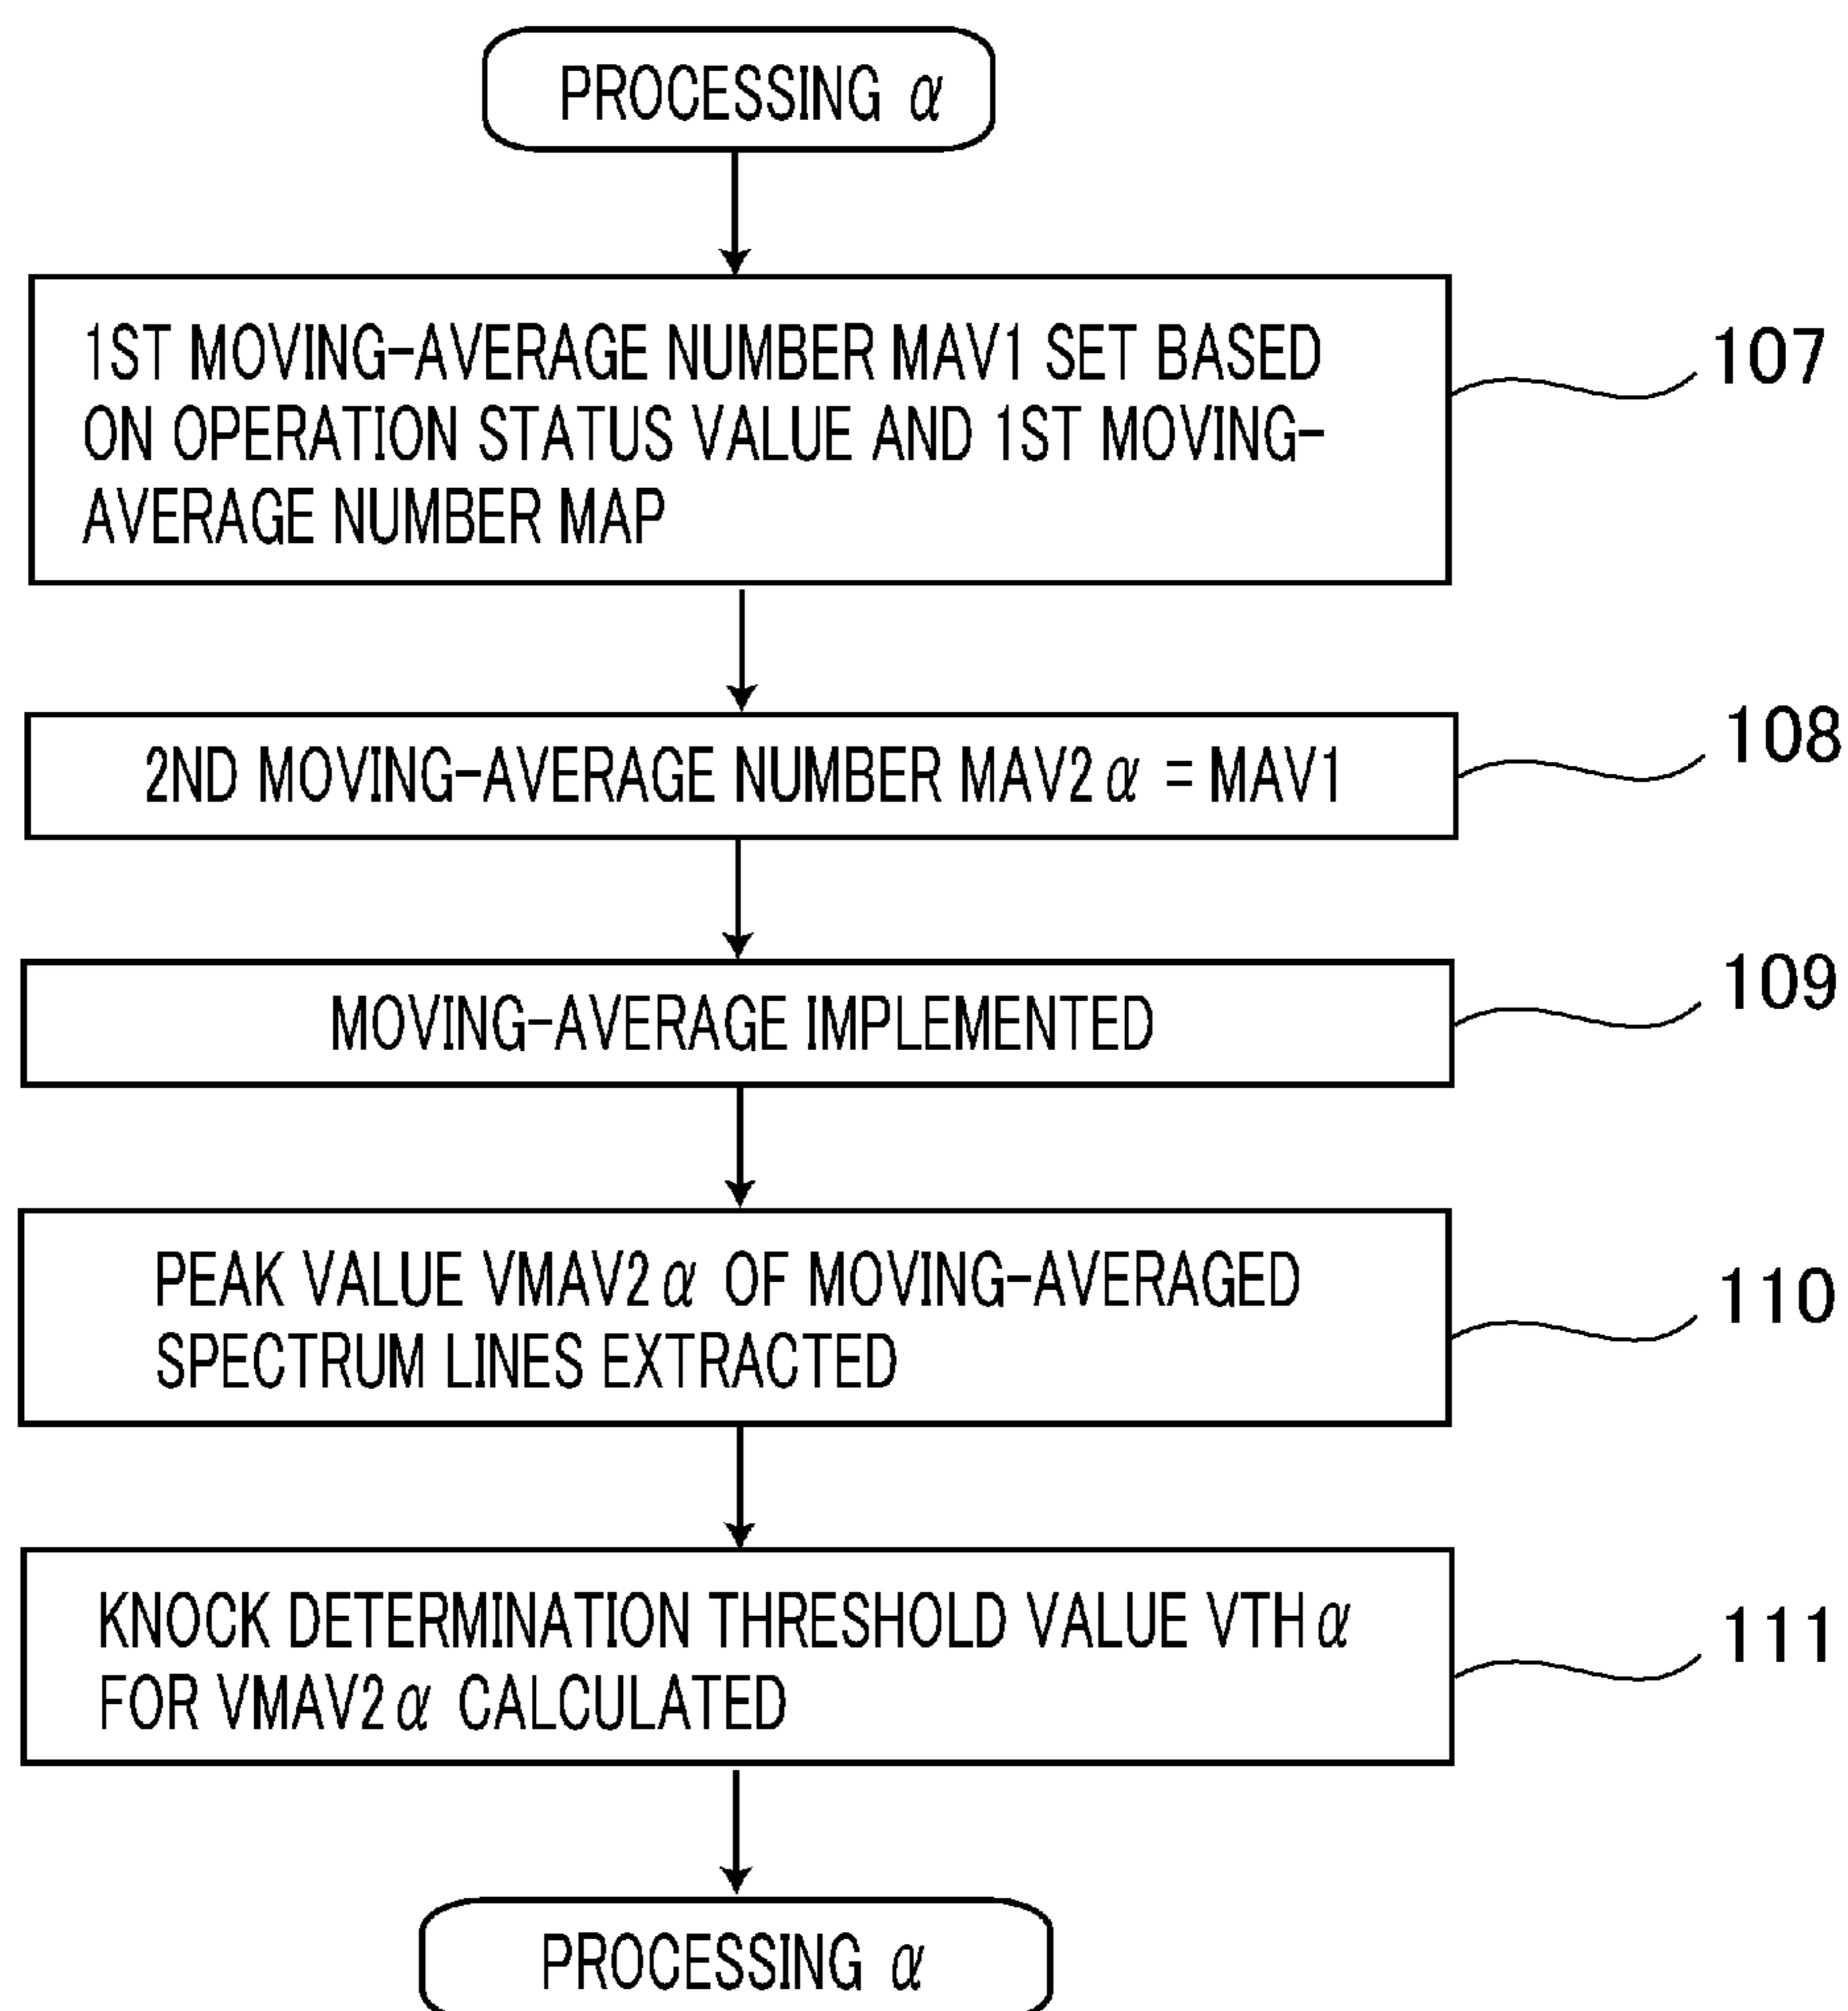 PROCESSING α
1ST MOVING-AVERAGE NUMBER MAV1 SET BASED
ON OPERATION STATUS VALUE AND 1ST MOVING-
AVERAGE NUMBER MAP
107
2ND MOVING-AVERAGE NUMBER MAV2α = MAV1
108
MOVING-AVERAGE IMPLEMENTED
109
PEAK VALUE VMAV2α OF MOVING-AVERAGED
SPECTRUM LINES EXTRACTED
110
KNOCK DETERMINATION THRESHOLD VALUE VTHα
FOR VMAV2α CALCULATED
111
PROCESSING α